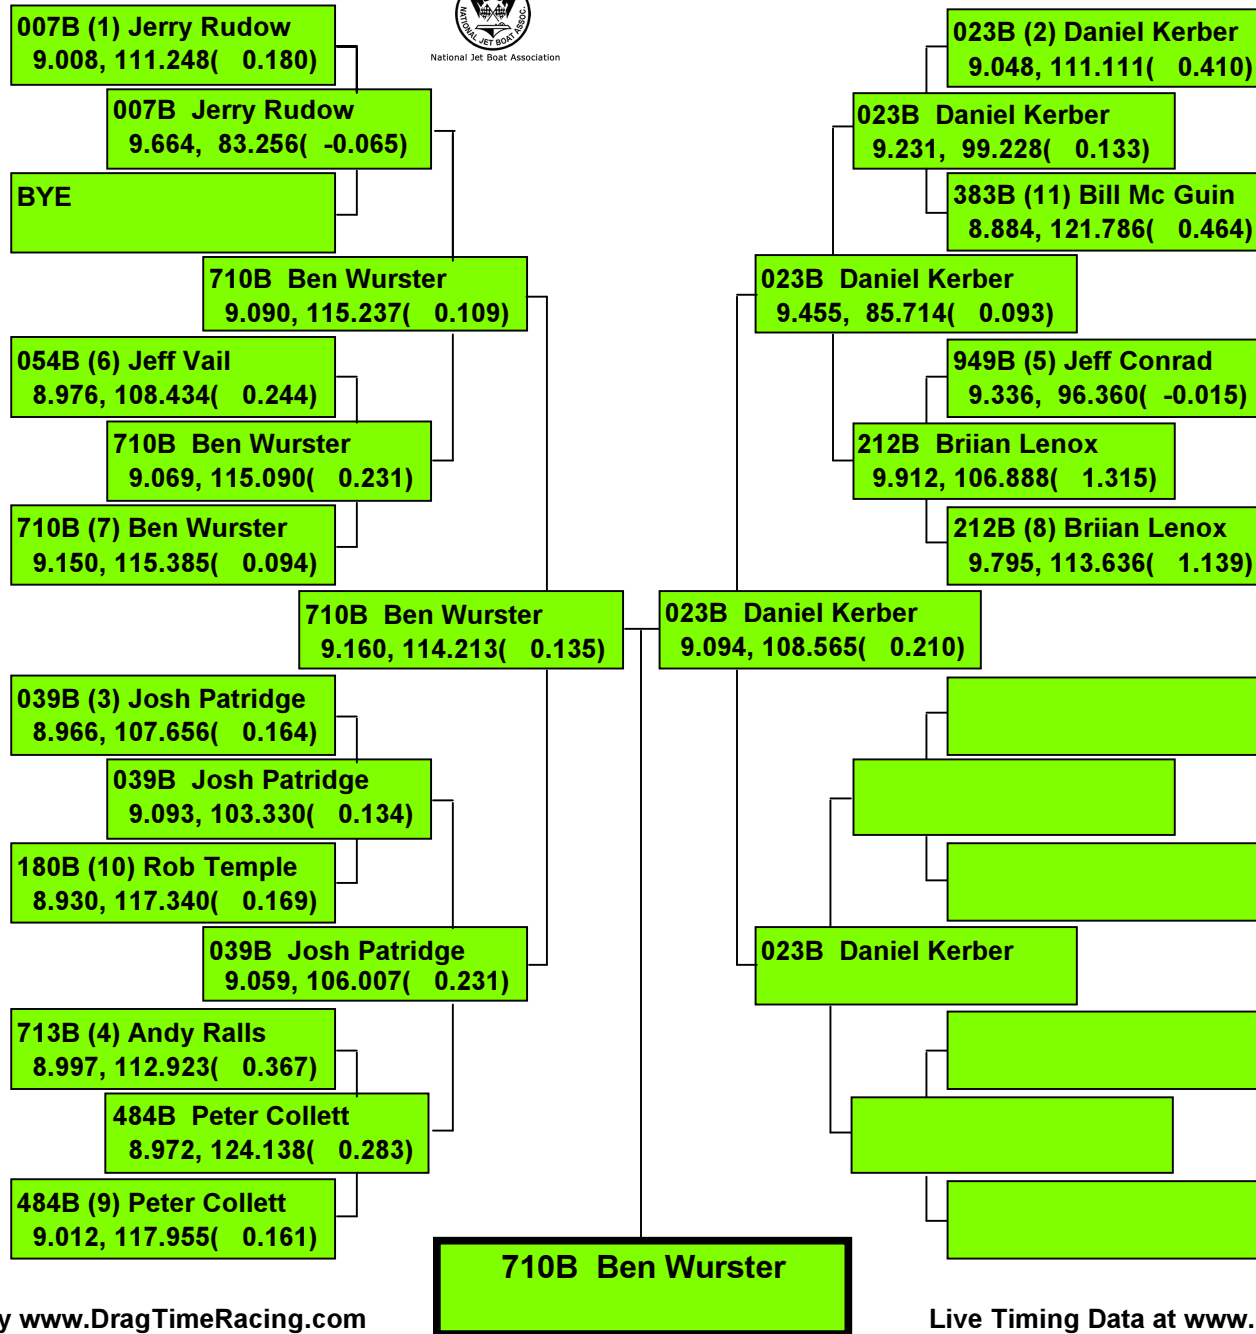 NATIONAL JET BOAT ASSOC.
National Jet Boat Association
007B (1) Jerry Rudow
9.008, 111.248( 0.180)
007B Jerry Rudow
9.664, 83.256( -0.065)
BYE
710B Ben Wurster
9.090, 115.237( 0.109)
054B (6) Jeff Vail
8.976, 108.434( 0.244)
710B Ben Wurster
9.069, 115.090( 0.231)
710B (7) Ben Wurster
9.150, 115.385( 0.094)
710B Ben Wurster
9.160, 114.213( 0.135)
039B (3) Josh Patridge
8.966, 107.656( 0.164)
039B Josh Patridge
9.093, 103.330( 0.134)
180B (10) Rob Temple
8.930, 117.340( 0.169)
039B Josh Patridge
9.059, 106.007( 0.231)
713B (4) Andy Ralls
8.997, 112.923( 0.367)
484B Peter Collett
8.972, 124.138( 0.283)
484B (9) Peter Collett
9.012, 117.955( 0.161)
023B (2) Daniel Kerber
9.048, 111.111( 0.410)
023B Daniel Kerber
9.231, 99.228( 0.133)
383B (11) Bill Mc Guin
8.884, 121.786( 0.464)
023B Daniel Kerber
9.455, 85.714( 0.093)
949B (5) Jeff Conrad
9.336, 96.360( -0.015)
212B Briian Lenox
9.912, 106.888( 1.315)
212B (8) Briian Lenox
9.795, 113.636( 1.139)
023B Daniel Kerber
9.094, 108.565( 0.210)
023B Daniel Kerber
710B Ben Wurster
y www.DragTimeRacing.com
Live Timing Data at www.